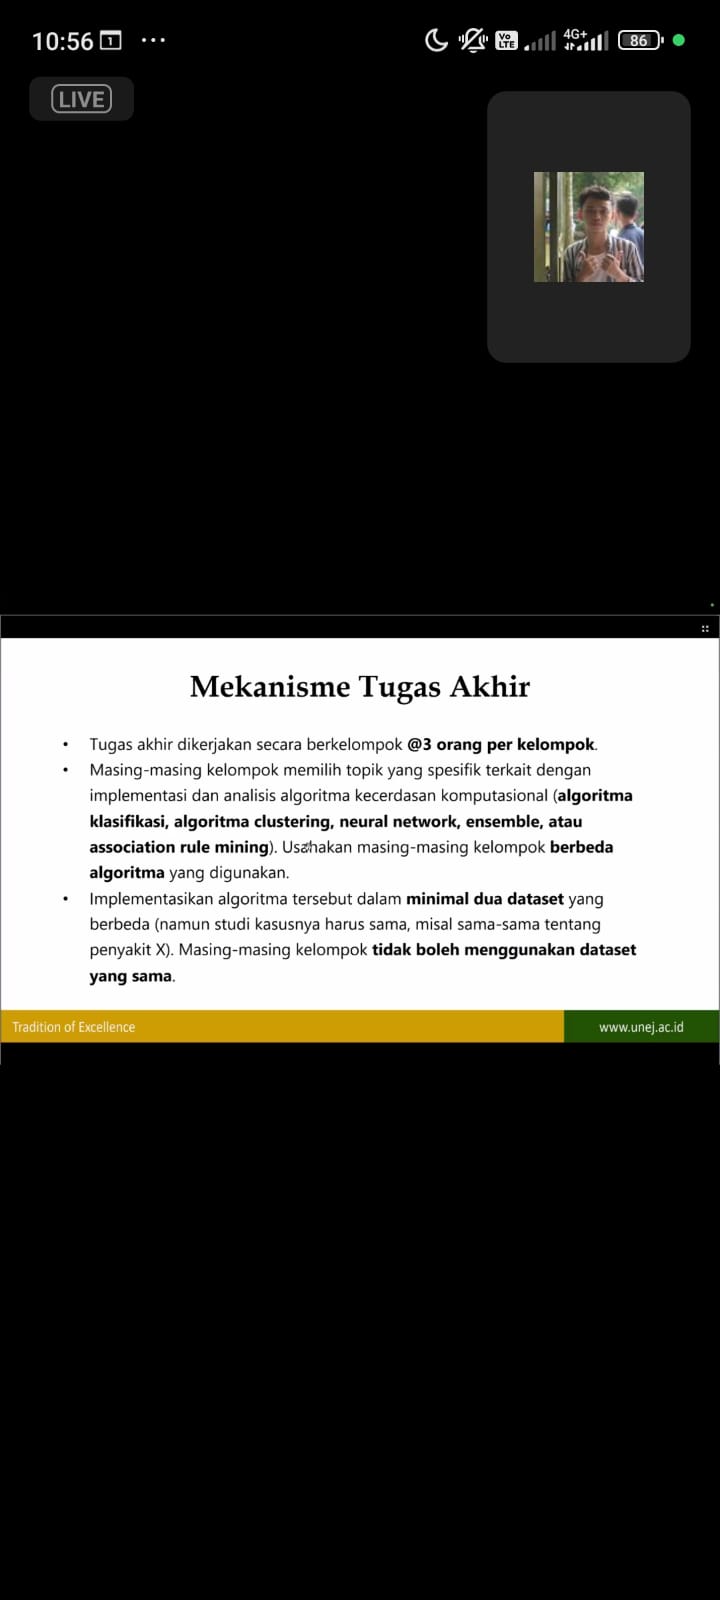 10:56 1 ...
Vo LTE 4G+ 86
LIVE
Mekanisme Tugas Akhir
• Tugas akhir dikerjakan secara berkelompok @3 orang per kelompok.
• Masing-masing kelompok memilih topik yang spesifik terkait dengan
implementasi dan analisis algoritma kecerdasan komputasional (algoritma
klasifikasi, algoritma clustering, neural network, ensemble, atau
association rule mining). Usahakan masing-masing kelompok berbeda
algoritma yang digunakan.
• Implementasikan algoritma tersebut dalam minimal dua dataset yang
berbeda (namun studi kasusnya harus sama, misal sama-sama tentang
penyakit X). Masing-masing kelompok tidak boleh menggunakan dataset
yang sama.
Tradition of Excellence
www.unej.ac.id